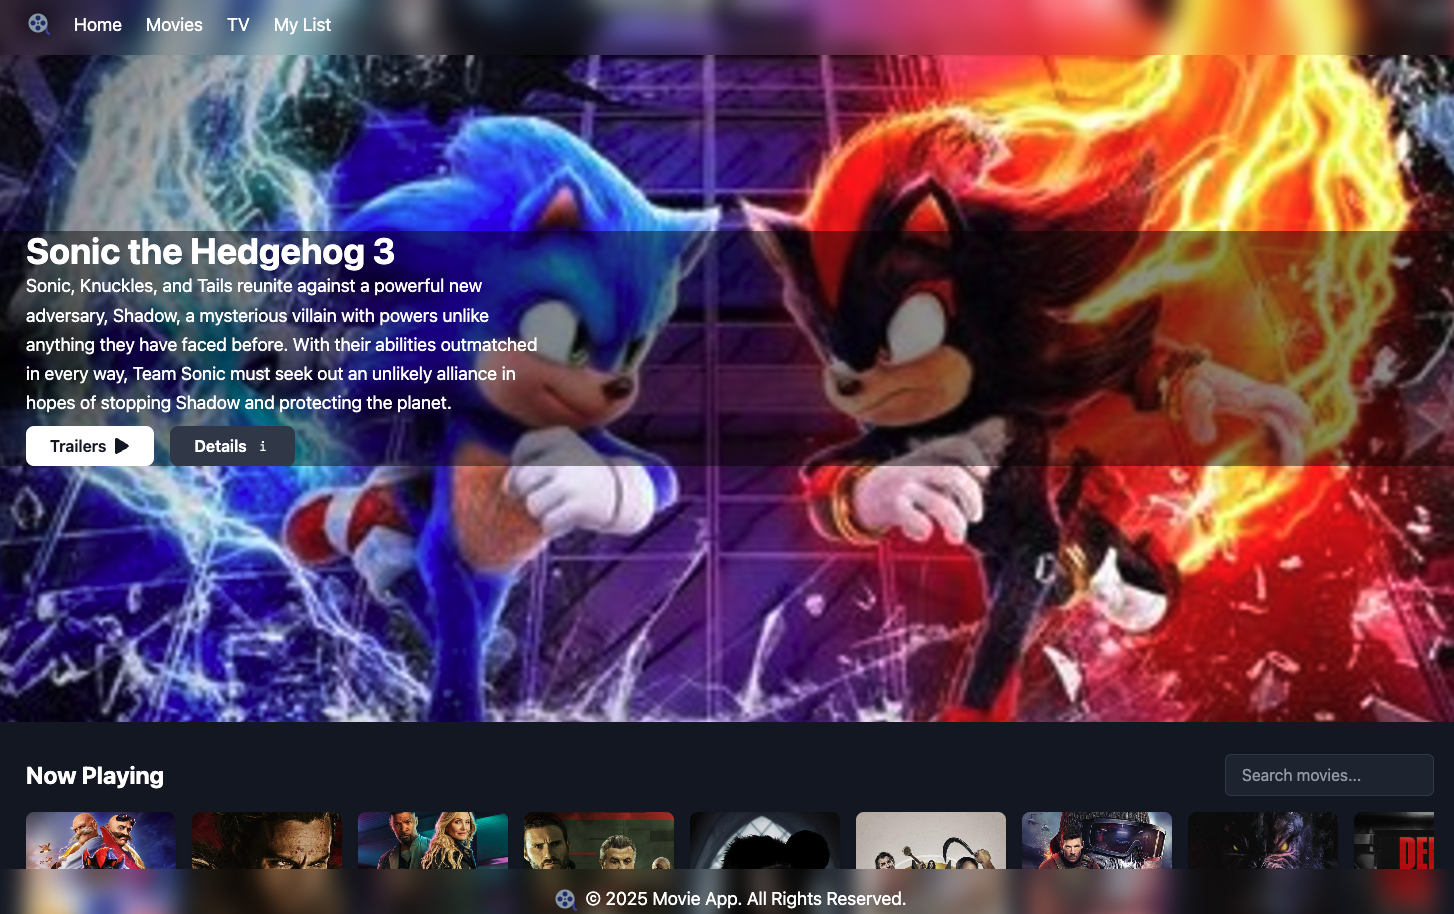 Home Movies TV My List
Sonic the Hedgehog 3
Sonic, Knuckles, and Tails reunite against a powerful new
adversary, Shadow, a mysterious villain with powers unlike
anything they have faced before. With their abilities outmatched
in every way, Team Sonic must seek out an unlikely alliance in
hopes of stopping Shadow and protecting the planet.
Trailers Details i
Now Playing Search movies...
© 2025 Movie App. All Rights Reserved.